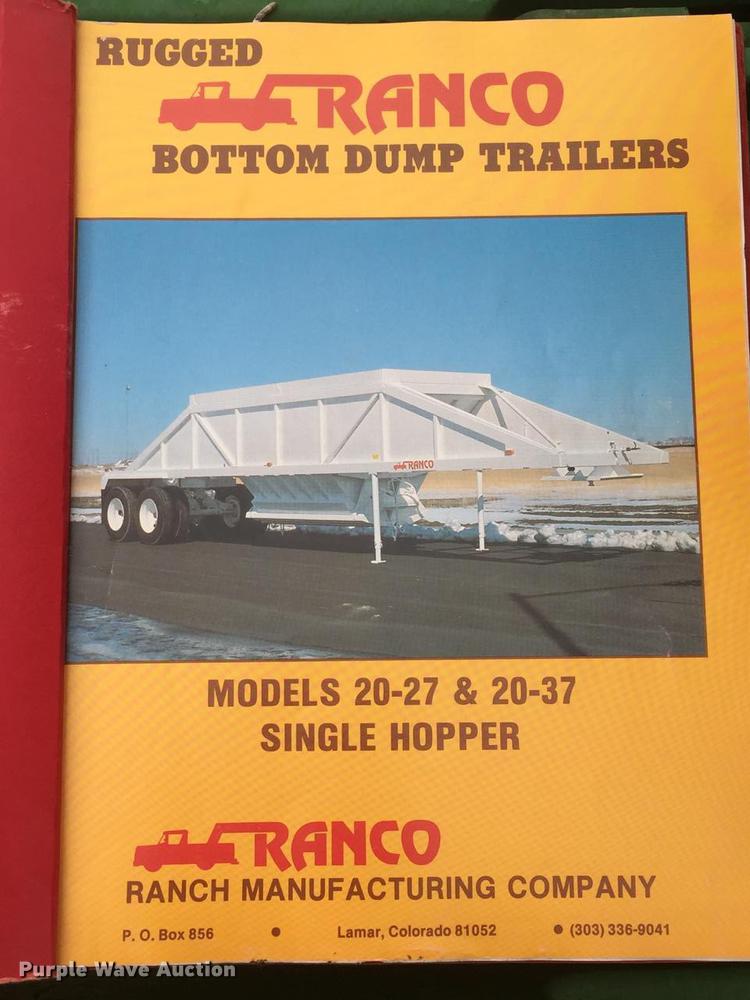 RUGGED
RANCO
BOTTOM DUMP TRAILERS
RANCO
MODELS 20-27 & 20-37
SINGLE HOPPER
RANCO
RANCH MANUFACTURING COMPANY
P. O. Box 856 • Lamar, Colorado 81052 • (303) 336-9041
Purple Wave Auction